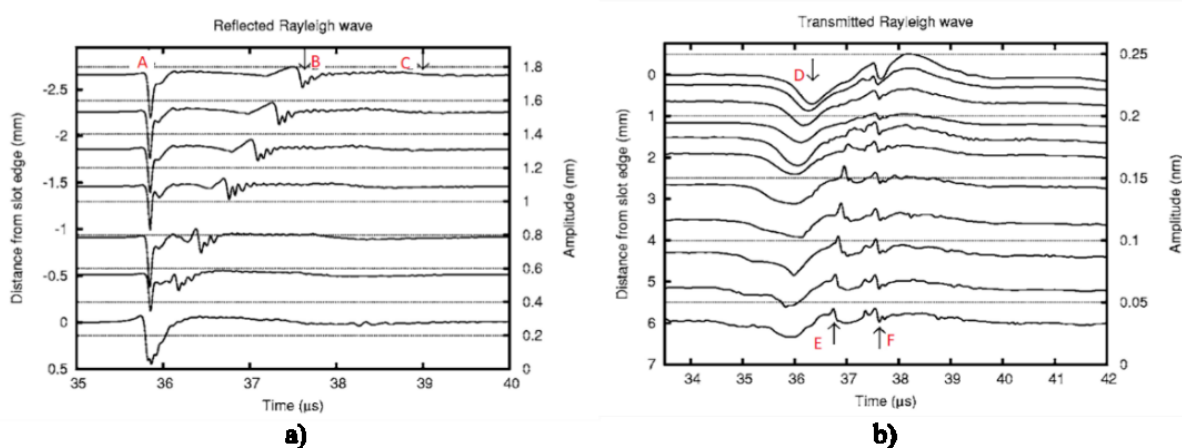 Reflected Rayleigh wave
Distance from slot edge (mm)
-2.5
-2
-1.5
-1
-0.5
0
0.5
A
B
C
1.8
1.6
1.4
1.2
1
0.8
0.6
0.4
0.2
0
Amplitude (nm)
35
36
37
38
39
40
Time (μs)
a)
Transmitted Rayleigh wave
Distance from slot edge (mm)
0
1
2
3
4
5
6
7
D
E
F
0.25
0.2
0.15
0.1
0.05
0
Amplitude (nm)
34
35
36
37
38
39
40
41
42
Time (μs)
b)